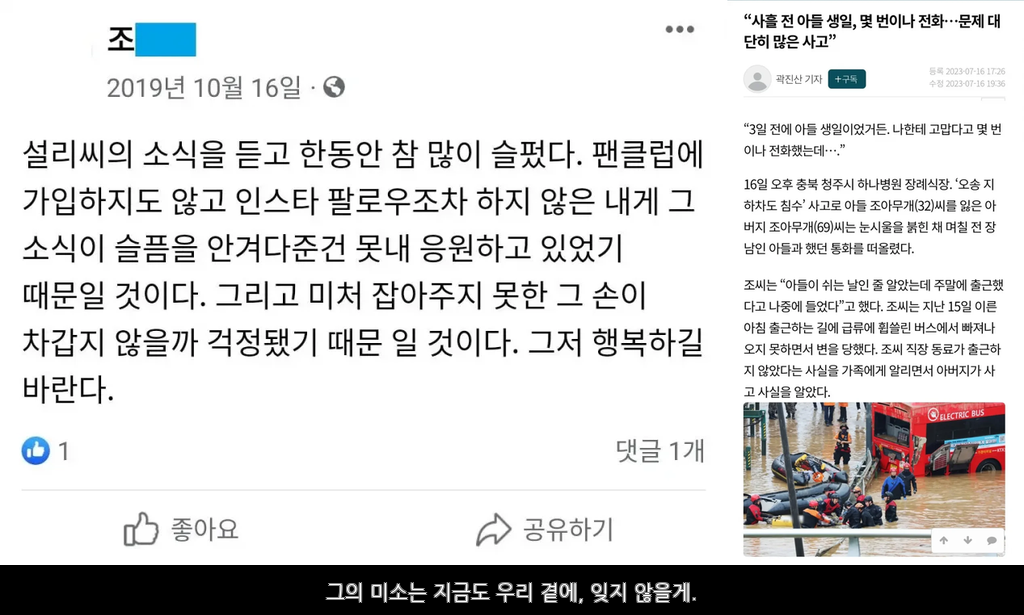 조
2019년 10월 16일 ·
설리씨의 소식을 듣고 한동안 참 많이 슬펐다. 팬클럽에
가입하지도 않고 인스타 팔로우조차 하지 않은 내게 그
소식이 슬픔을 안겨다준건 못내 응원하고 있었기
때문일 것이다. 그리고 미처 잡아주지 못한 그 손이
차갑지 않을까 걱정됐기 때문 일 것이다. 그저 행복하길
바란다.
1
댓글 1개
좋아요
공유하기
“사흘 전 아들 생일, 몇 번이나 전화…문제 대
단히 많은 사고”
곽진산 기자
+구독
등록 2023-07-16 17:26
수정 2023-07-16 19:36
“3일 전에 아들 생일이었거든. 나한테 고맙다고 몇 번
이나 전화했는데….”
16일 오후 충북 청주시 하나병원 장례식장. ‘오송 지
하차도 침수’ 사고로 아들 조아무개(32)씨를 잃은 아
버지 조아무개(69)씨는 눈시울을 붉힌 채 며칠 전 장
남인 아들과 했던 통화를 떠올렸다.
조씨는 “아들이 쉬는 날인 줄 알았는데 주말에 출근했
다고 나중에 들었다”고 했다. 조씨는 지난 15일 이른
아침 출근하는 길에 급류에 휩쓸린 버스에서 빠져나
오지 못하면서 변을 당했다. 조씨 직장 동료가 출근하
지 않았다는 사실을 가족에게 알리면서 아버지가 사
고 사실을 알았다.
ELECTRIC BUS
그의 미소는 지금도 우리 곁에, 잊지 않을게.